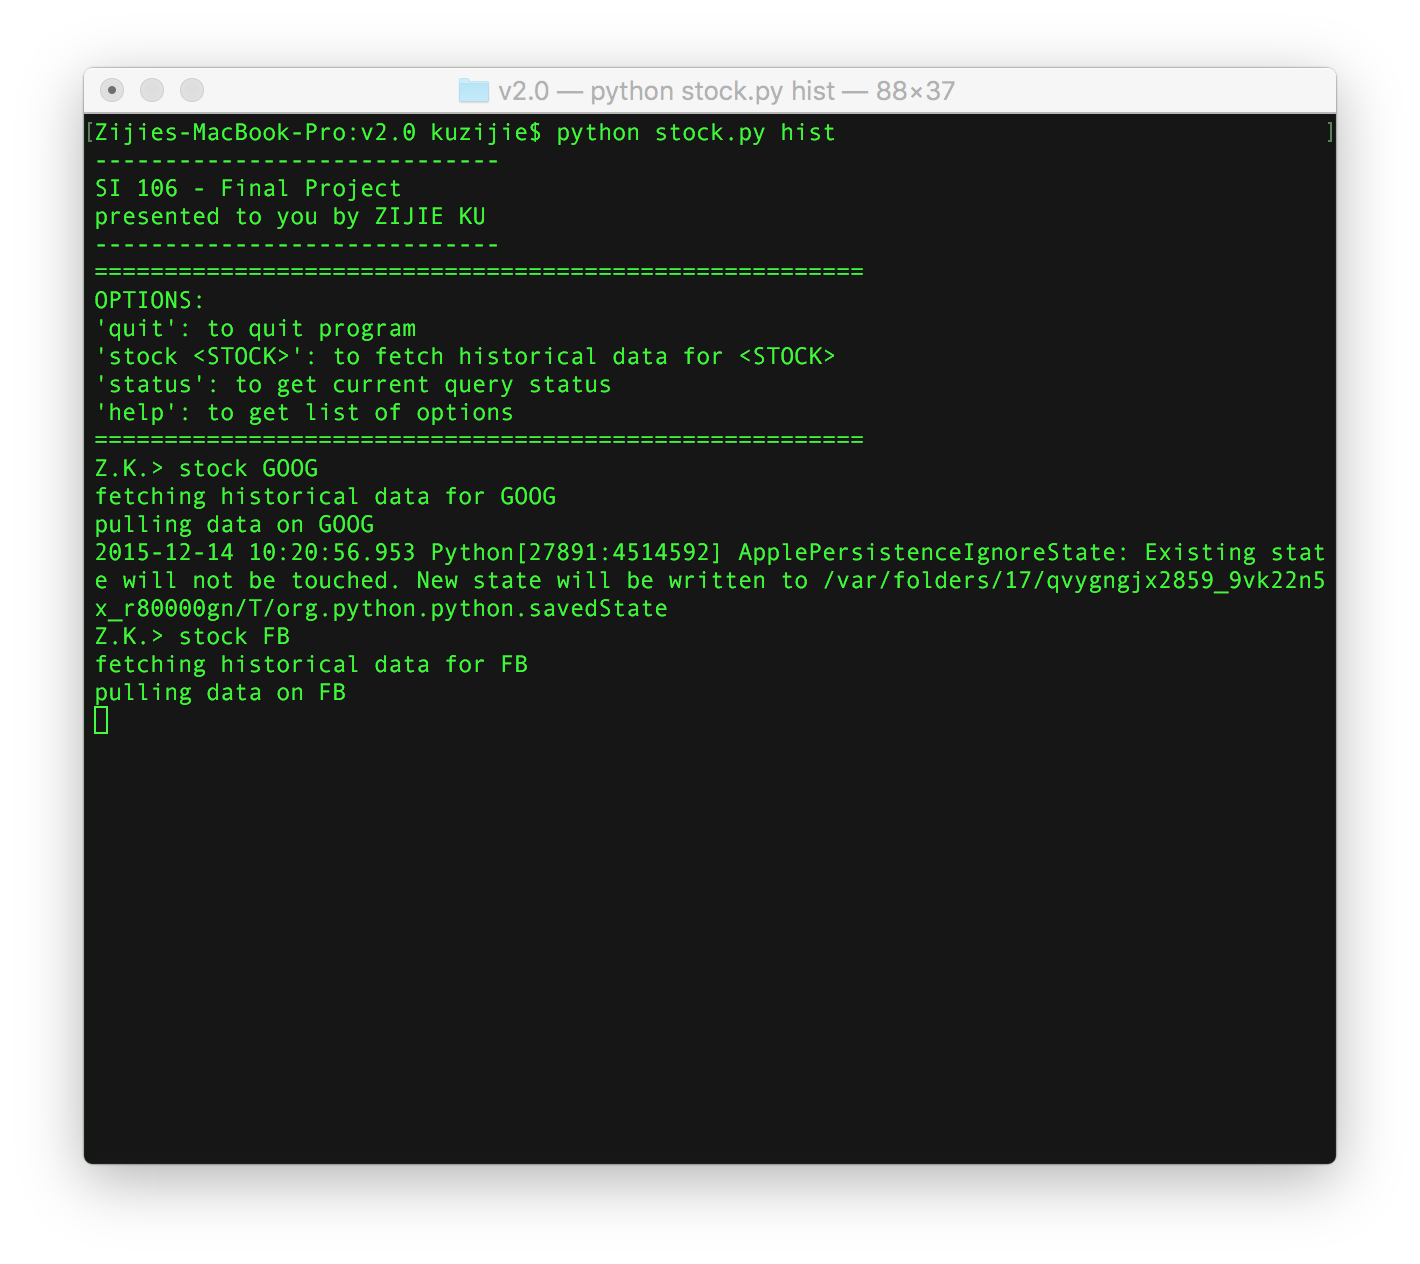 v2.0 — python stock.py hist — 88×37
[Zijies-MacBook-Pro:v2.0 kuzijie$ python stock.py hist ]
-----------------------------
SI 106 - Final Project
presented to you by ZIJIE KU
-----------------------------
=======================================================
OPTIONS:
'quit': to quit program
'stock <STOCK>': to fetch historical data for <STOCK>
'status': to get current query status
'help': to get list of options
=======================================================
Z.K.> stock GOOG
fetching historical data for GOOG
pulling data on GOOG
2015-12-14 10:20:56.953 Python[27891:4514592] ApplePersistenceIgnoreState: Existing stat
e will not be touched. New state will be written to /var/folders/17/qvygngjx2859_9vk22n5
x_r80000gn/T/org.python.python.savedState
Z.K.> stock FB
fetching historical data for FB
pulling data on FB